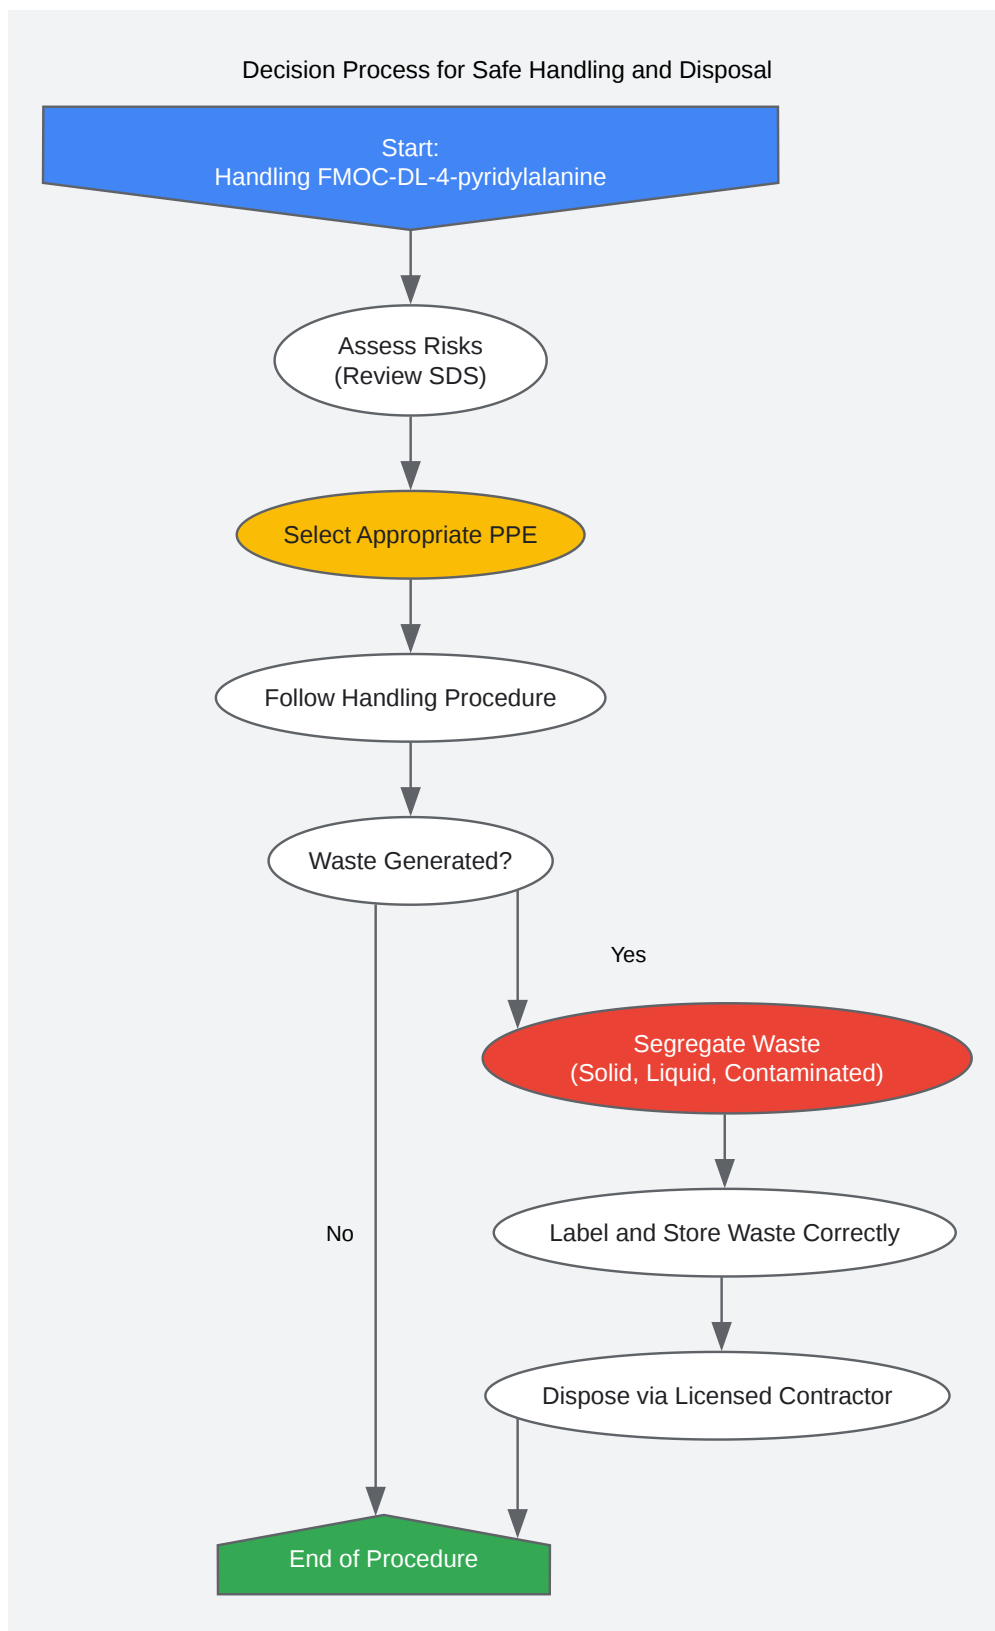 Decision Process for Safe Handling and Disposal
Start:
Handling FMOC-DL-4-pyridylalanine
Assess Risks
(Review SDS)
Select Appropriate PPE
Follow Handling Procedure
Waste Generated?
Yes
Segregate Waste
(Solid, Liquid, Contaminated)
No
Label and Store Waste Correctly
Dispose via Licensed Contractor
End of Procedure